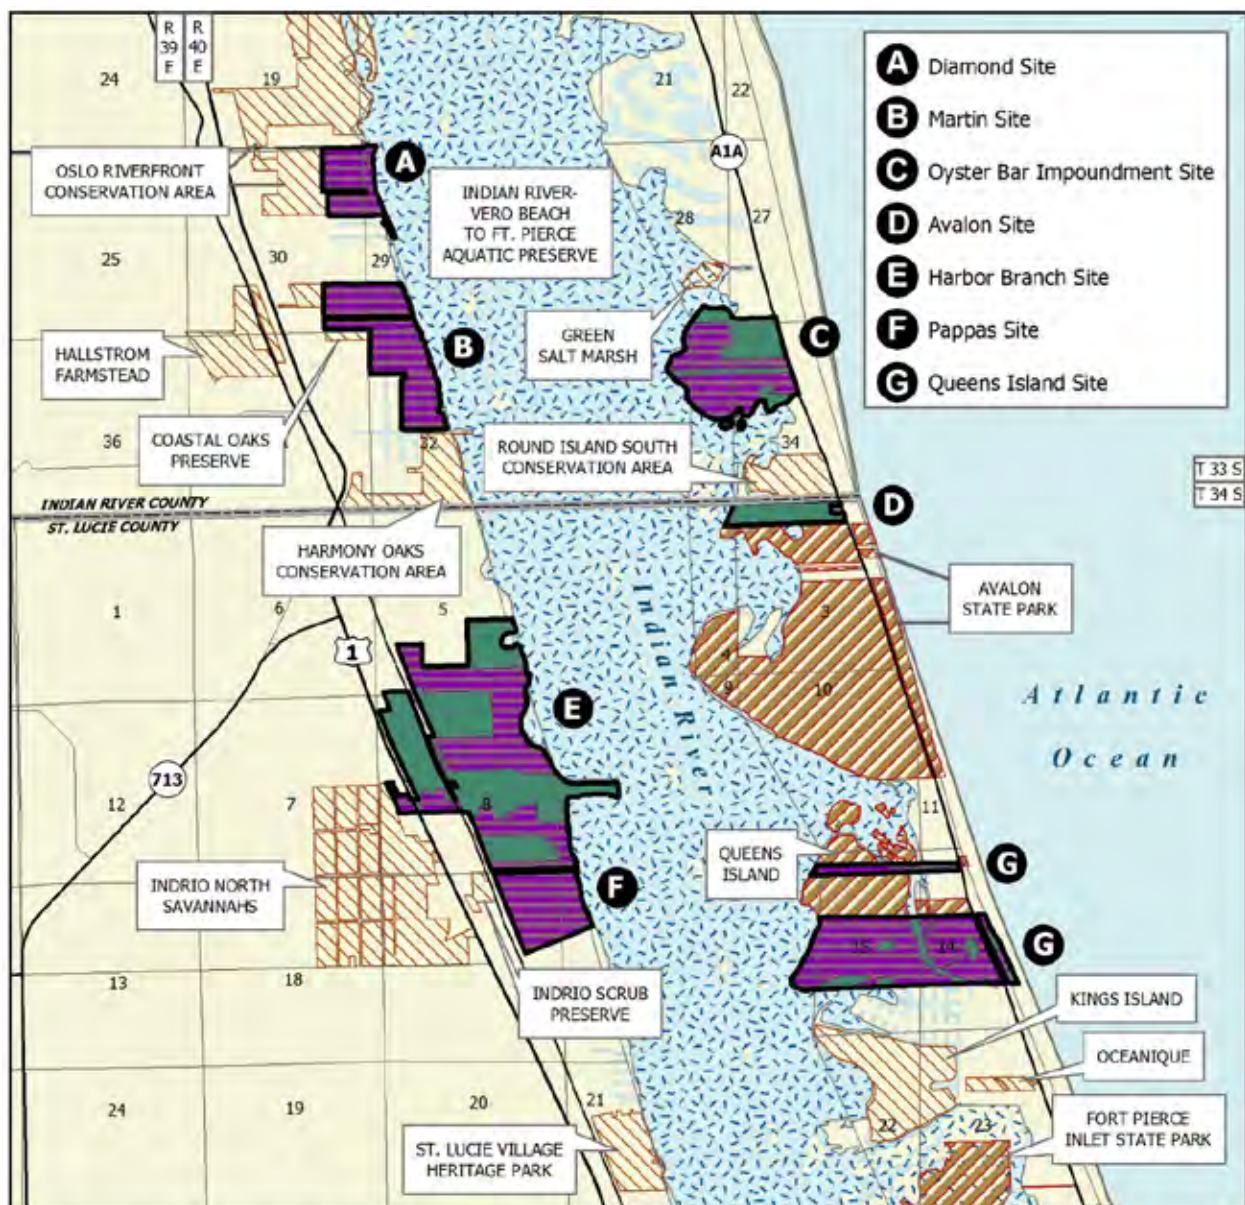 R
39
E
R
40
E
24
19
21
22
A Diamond Site
B Martin Site
C Oyster Bar Impoundment Site
D Avalon Site
E Harbor Branch Site
F Pappas Site
G Queens Island Site
A1A
OSLO RIVERFRONT
CONSERVATION AREA
A
INDIAN RIVER-
VERO BEACH
TO FT. PIERCE
AQUATIC PRESERVE
28
27
25
30
29
GREEN
SALT MARSH
C
HALLSTROM
FARMSTEAD
B
COASTAL OAKS
PRESERVE
36
32
ROUND ISLAND SOUTH
CONSERVATION AREA
34
T 33 S
T 34 S
INDIAN RIVER COUNTY
ST. LUCIE COUNTY
D
HARMONY OAKS
CONSERVATION AREA
AVALON
STATE PARK
1
6
5
3
1
4
9
10
Indian River
Atlantic
Ocean
E
713
12
7
8
11
QUEENS
ISLAND
G
INDRIO NORTH
SAVANNAHS
F
15
14
G
13
18
INDRIO SCRUB
PRESERVE
KINGS ISLAND
OCEANIQUE
24
19
20
21
22
23
FORT PIERCE
INLET STATE PARK
ST. LUCIE VILLAGE
HERITAGE PARK